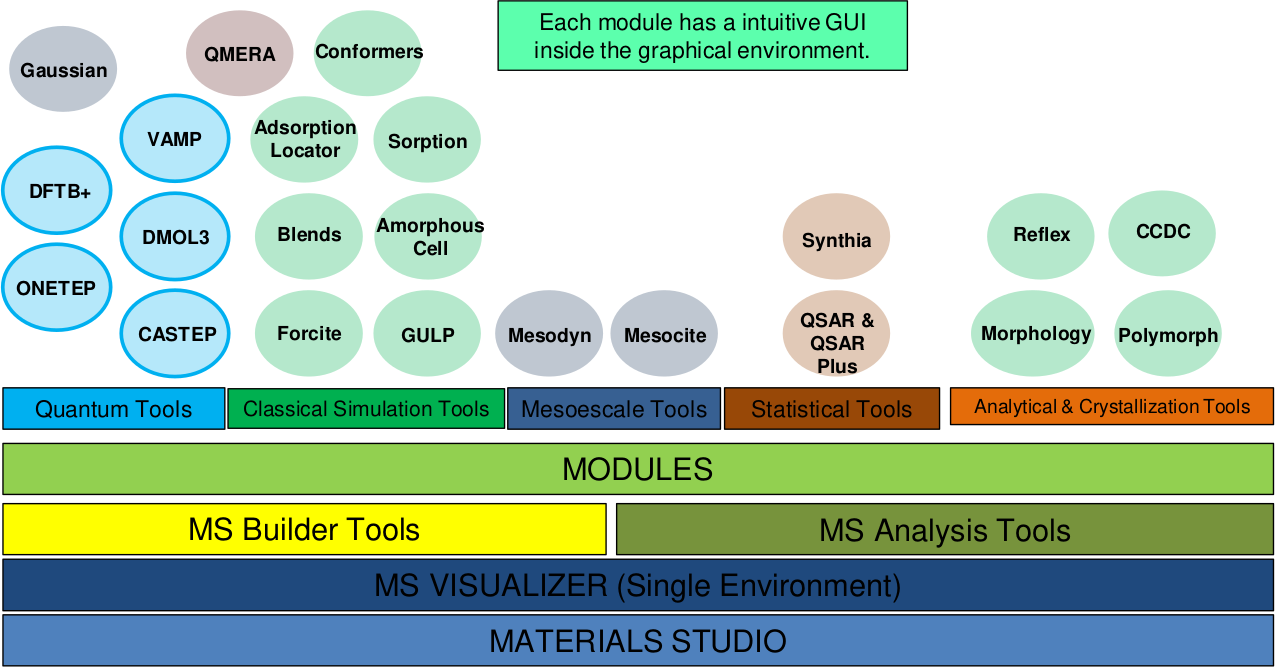 Each module has a intuitive GUI
inside the graphical environment.
Gaussian
QMERA
Conformers
VAMP
Adsorption
Locator
Sorption
DFTB+
DMOL3
Blends
Amorphous
Cell
Synthia
Reflex
CCDC
ONETEP
CASTEP
Forcite
GULP
Mesodyn
Mesocite
QSAR &
QSAR
Plus
Morphology
Polymorph
Quantum Tools
Classical Simulation Tools
Mesoescale Tools
Statistical Tools
Analytical & Crystallization Tools
MODULES
MS Builder Tools
MS Analysis Tools
MS VISUALIZER (Single Environment)
MATERIALS STUDIO